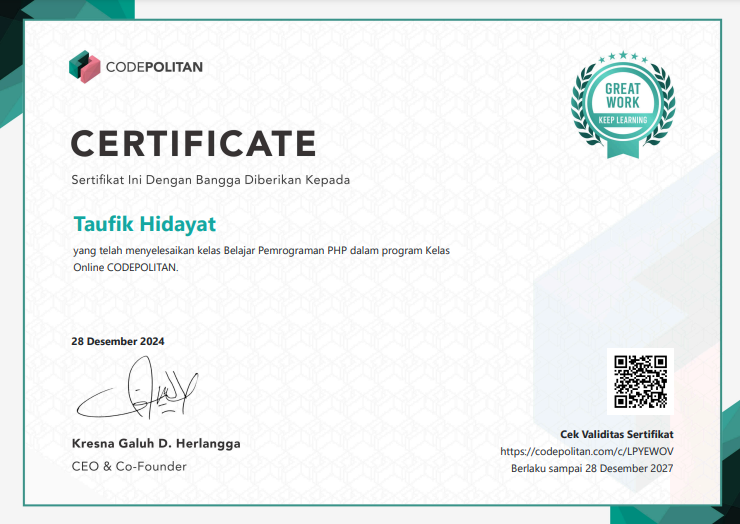 CODEPOLITAN
GREAT
WORK
KEEP LEARNING
CERTIFICATE
Sertifikat Ini Dengan Bangga Diberikan Kepada
Taufik Hidayat
yang telah menyelesaikan kelas Belajar Pemrograman PHP dalam program Kelas
Online CODEPOLITAN.
28 Desember 2024
Kresna Galuh D. Herlangga
CEO & Co-Founder
Cek Validitas Sertifikat
https://codepolitan.com/c/LPYEWOV
Berlaku sampai 28 Desember 2027